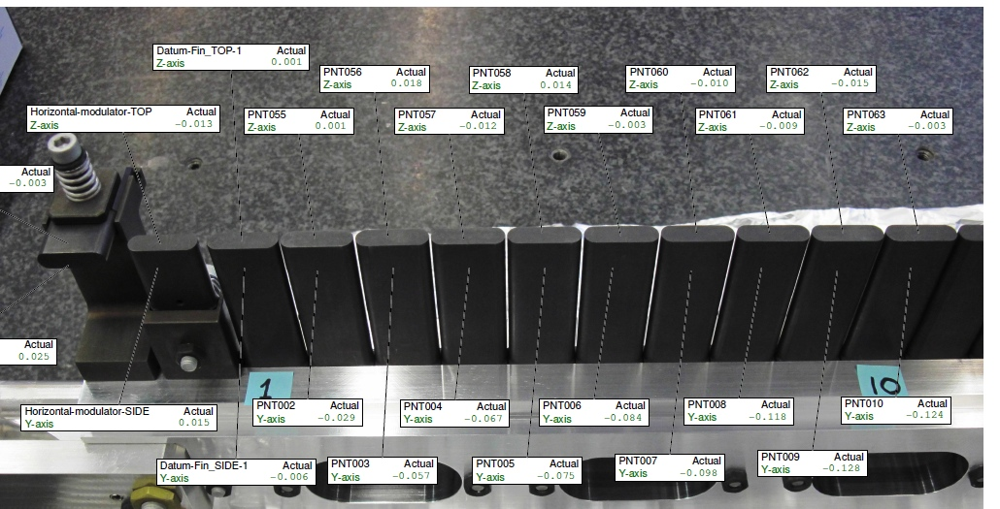 Datum-Fin_TOP-1 Actual
Z-axis 0.001
PNT056 Actual
Z-axis 0.018
PNT058 Actual
Z-axis 0.014
PNT060 Actual
Z-axis -0.010
PNT062 Actual
Z-axis -0.015
Horizontal-modulator-TOP Actual
Z-axis -0.013
PNT055 Actual
Z-axis 0.001
PNT057 Actual
Z-axis -0.012
PNT059 Actual
Z-axis -0.003
PNT061 Actual
Z-axis -0.009
PNT063 Actual
Z-axis -0.003
Actual
-0.003
Actual
0.025
1
10
Horizontal-modulator-SIDE Actual
Y-axis 0.015
PNT002 Actual
Y-axis -0.029
PNT004 Actual
Y-axis -0.067
PNT006 Actual
Y-axis -0.084
PNT008 Actual
Y-axis -0.118
PNT010 Actual
Y-axis -0.124
Datum-Fin_SIDE-1 Actual
Y-axis -0.006
PNT003 Actual
Y-axis -0.057
PNT005 Actual
Y-axis -0.075
PNT007 Actual
Y-axis -0.098
PNT009 Actual
Y-axis -0.128